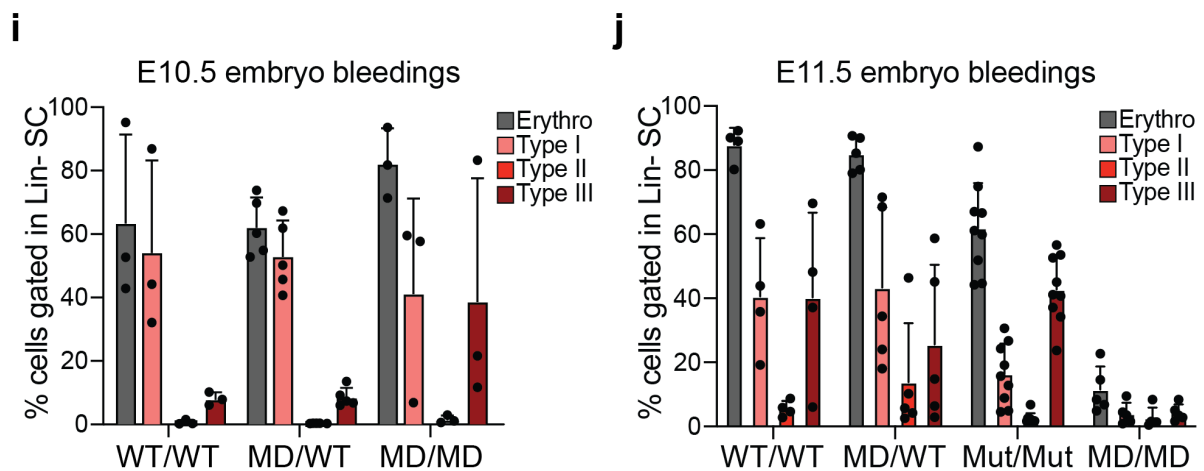 i
E10.5 embryo bleedings
% cells gated in Lin- SC
100
80
60
40
20
0
Erythro
Type I
Type II
Type III
WT/WT
MD/WT
MD/MD
j
E11.5 embryo bleedings
% cells gated in Lin- SC
100
80
60
40
20
0
Erythro
Type I
Type II
Type III
WT/WT
MD/WT
Mut/Mut
MD/MD